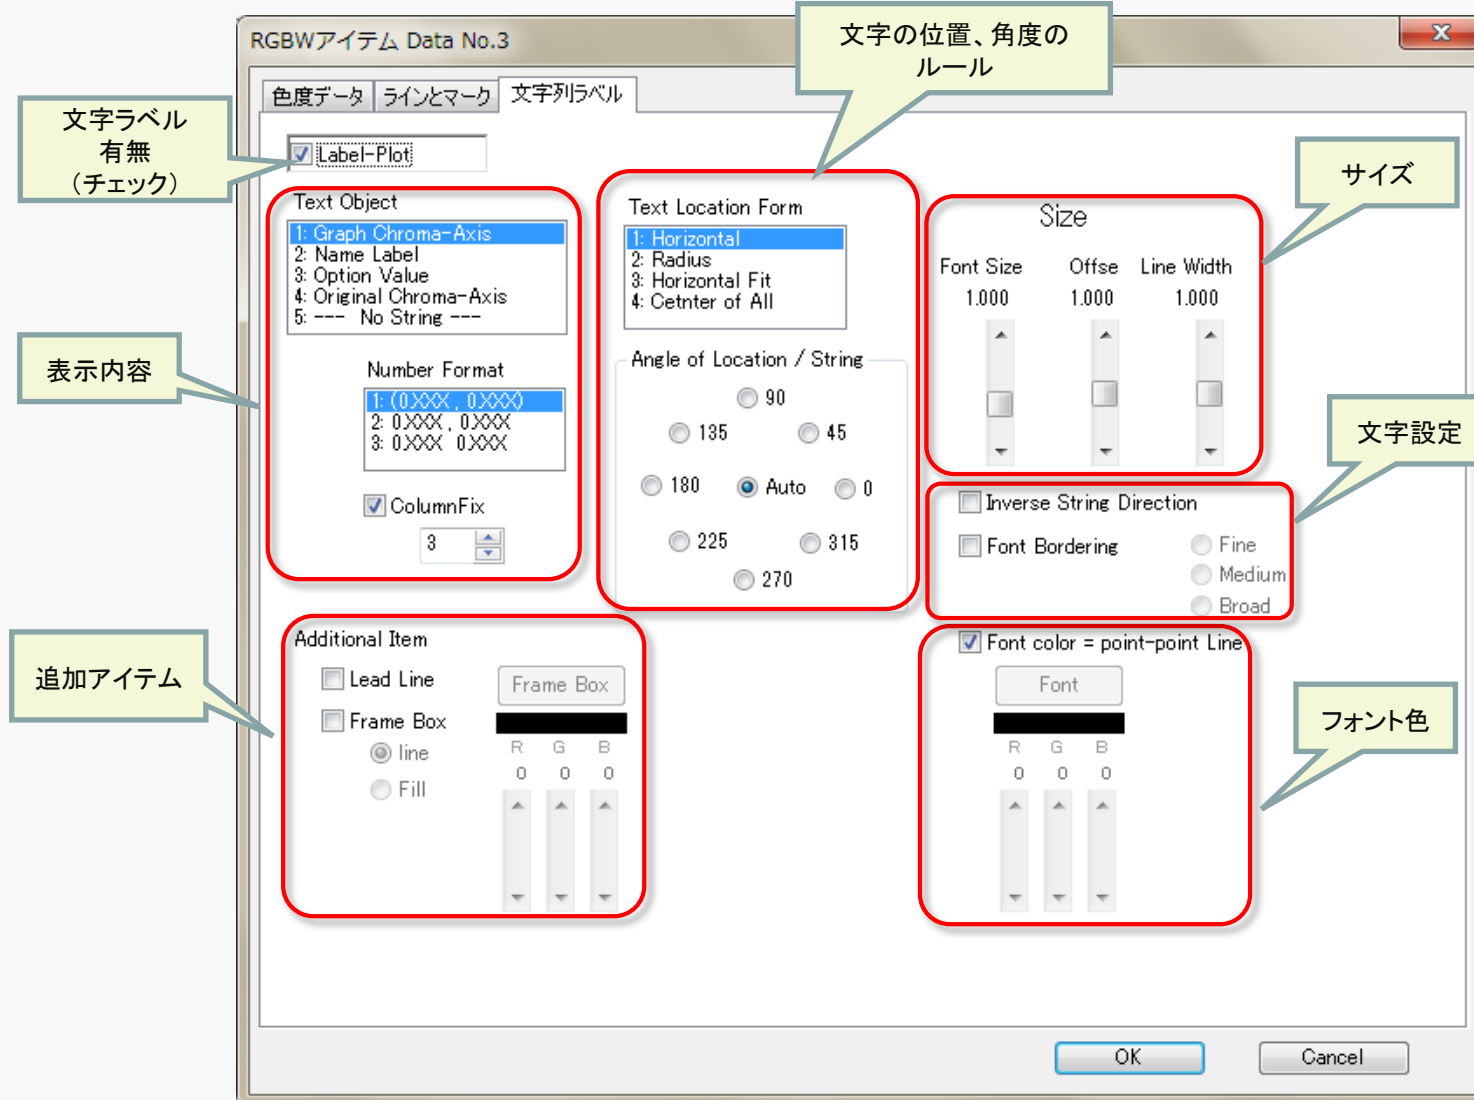 RGBWアイテム Data No.3
文字の位置、角度の
ルール
色度データ ラインとマーク 文字列ラベル
文字ラベル
有無
（チェック）
Label-Plot
サイズ
Text Object
1: Graph Chroma-Axis
2: Name Label
3: Option Value
4: Original Chroma-Axis
5: --- No String ---
表示内容
Number Format
1: (0.XXX , 0.XXX)
2: 0.XXX , 0.XXX
3: 0.XXX 0.XXX
ColumnFix
3
Text Location Form
1: Horizontal
2: Radius
3: Horizontal Fit
4: Cetnter of All
Angle of Location / String
90
135 45
180 Auto 0
225 315
270
Size
Font Size Offse Line Width
1.000 1.000 1.000
文字設定
Inverse String Direction
Font Bordering Fine
Medium
Broad
Additional Item
追加アイテム
Lead Line
Frame Box
line
Fill
Frame Box
R G B
0 0 0
Font color = point-point Line
Font
R G B
0 0 0
フォント色
OK Cancel